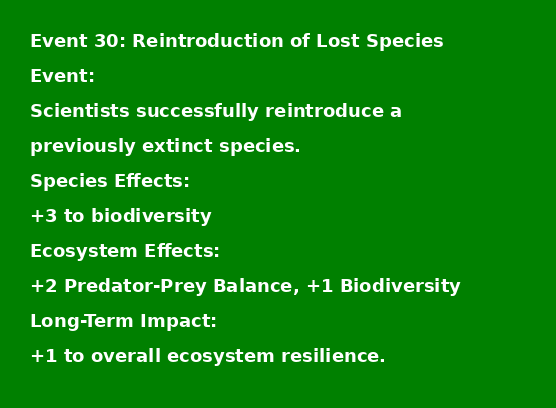 Event 30: Reintroduction of Lost Species
Event:
Scientists successfully reintroduce a
previously extinct species.
Species Effects:
+3 to biodiversity
Ecosystem Effects:
+2 Predator-Prey Balance, +1 Biodiversity
Long-Term Impact:
+1 to overall ecosystem resilience.